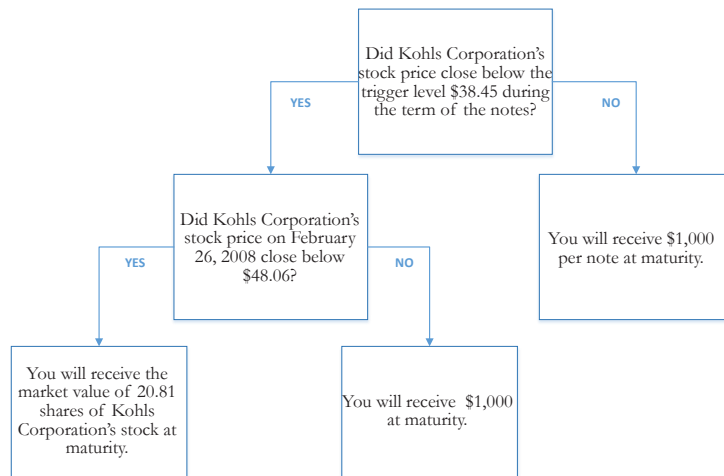 Did Kohls Corporation's
stock price close below the
trigger level $38.45 during
the term of the notes?
YES
NO
Did Kohls Corporation's
stock price on February
26, 2008 close below
$48.06?
You will receive $1,000
per note at maturity.
YES
NO
You will receive the
market value of 20.81
shares of Kohls
Corporation's stock at
maturity.
You will receive $1,000
at maturity.